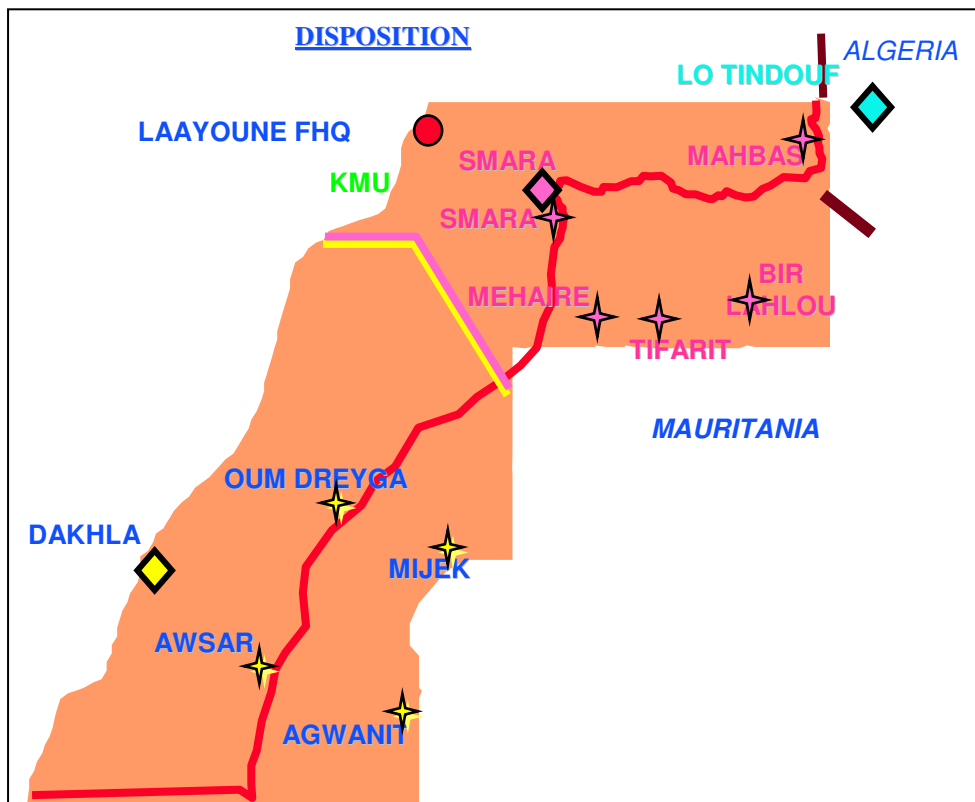 DISPOSITION
ALGERIA
LO TINDOUF
LAAYOUNE FHQ
SMARA
MAHBAS
KMU
SMARA
MEHAIRE
BIR
LAHLOU
TIFARIT
MAURITANIA
OUM DREYGA
DAKHLA
MIJEK
AWSAR
AGWANIT